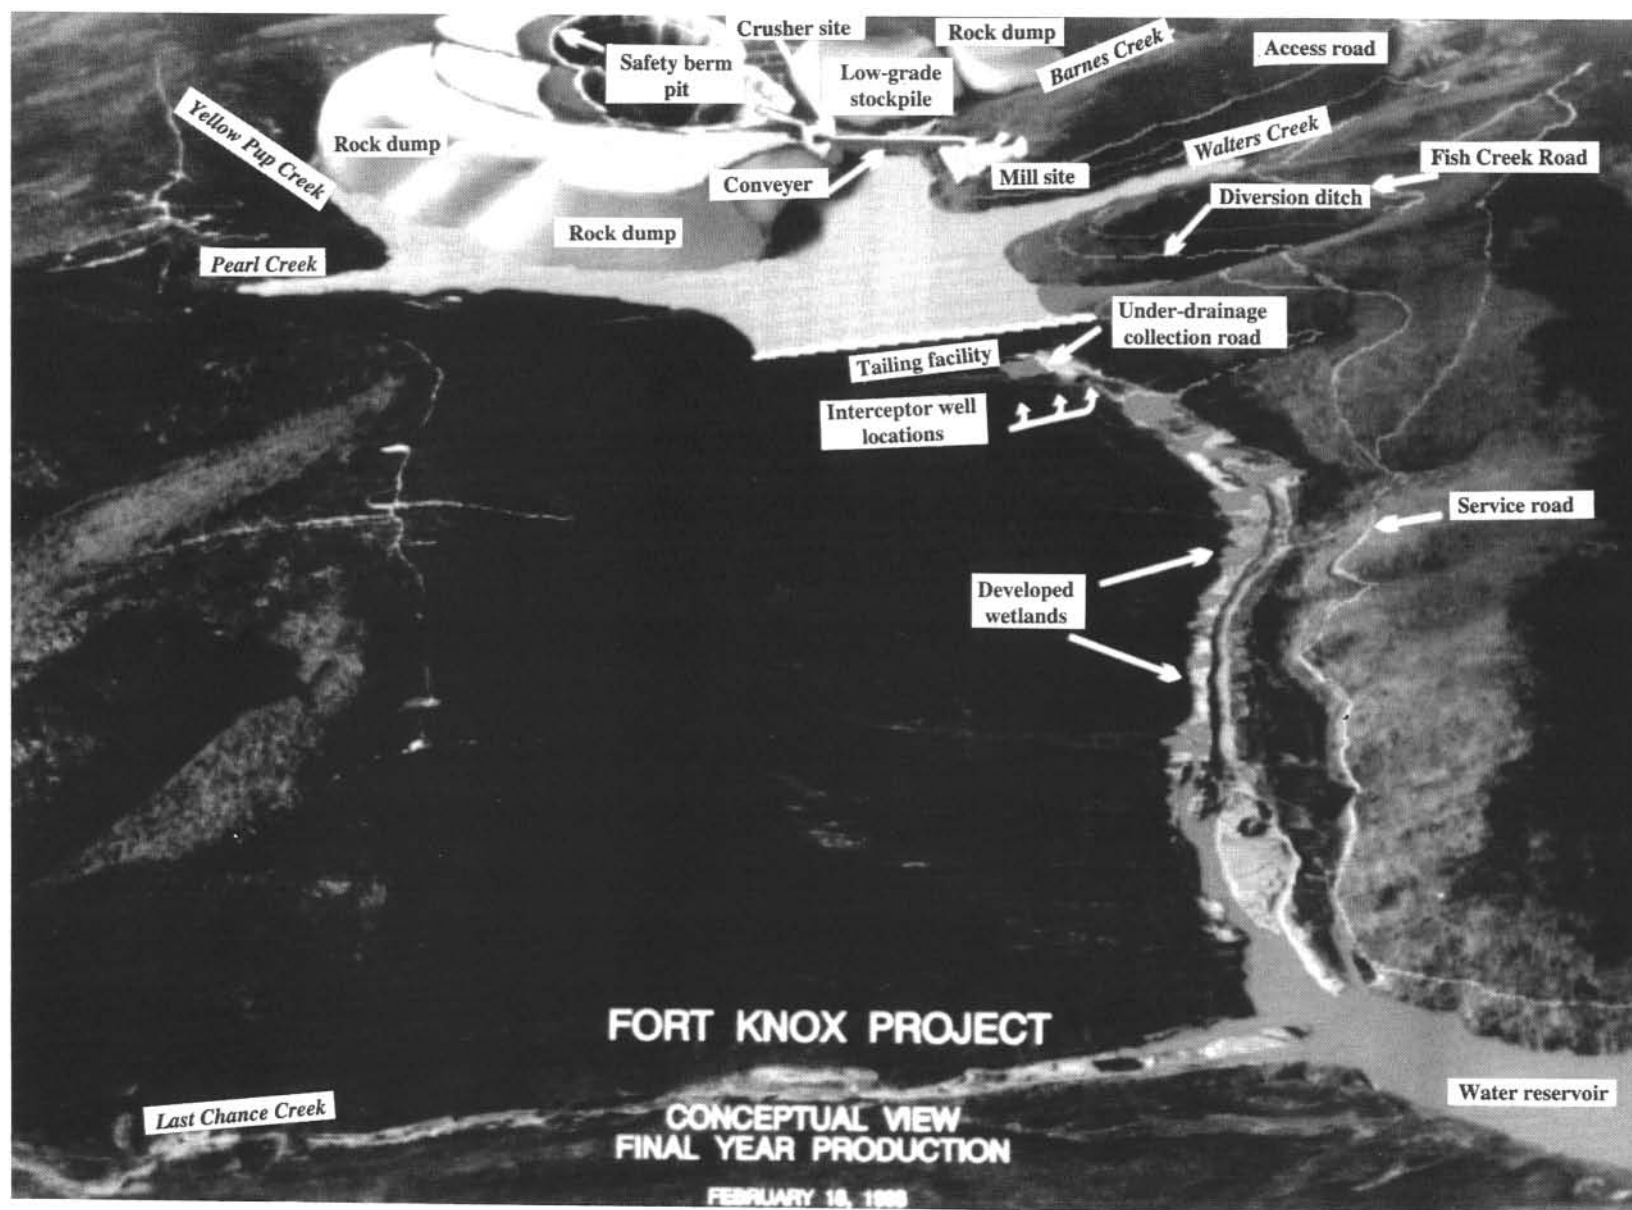 Crusher site
Rock dump
Barnes Creek
Access road
Safety berm
pit
Low-grade
stockpile
Yellow Pup Creek
Rock dump
Walters Creek
Fish Creek Road
Conveyer
Mill site
Diversion ditch
Rock dump
Pearl Creek
Under-drainage
collection road
Tailing facility
Interceptor well
locations
Service road
Developed
wetlands
FORT KNOX PROJECT
Water reservoir
Last Chance Creek
CONCEPTUAL VIEW
FINAL YEAR PRODUCTION
FEBRUARY